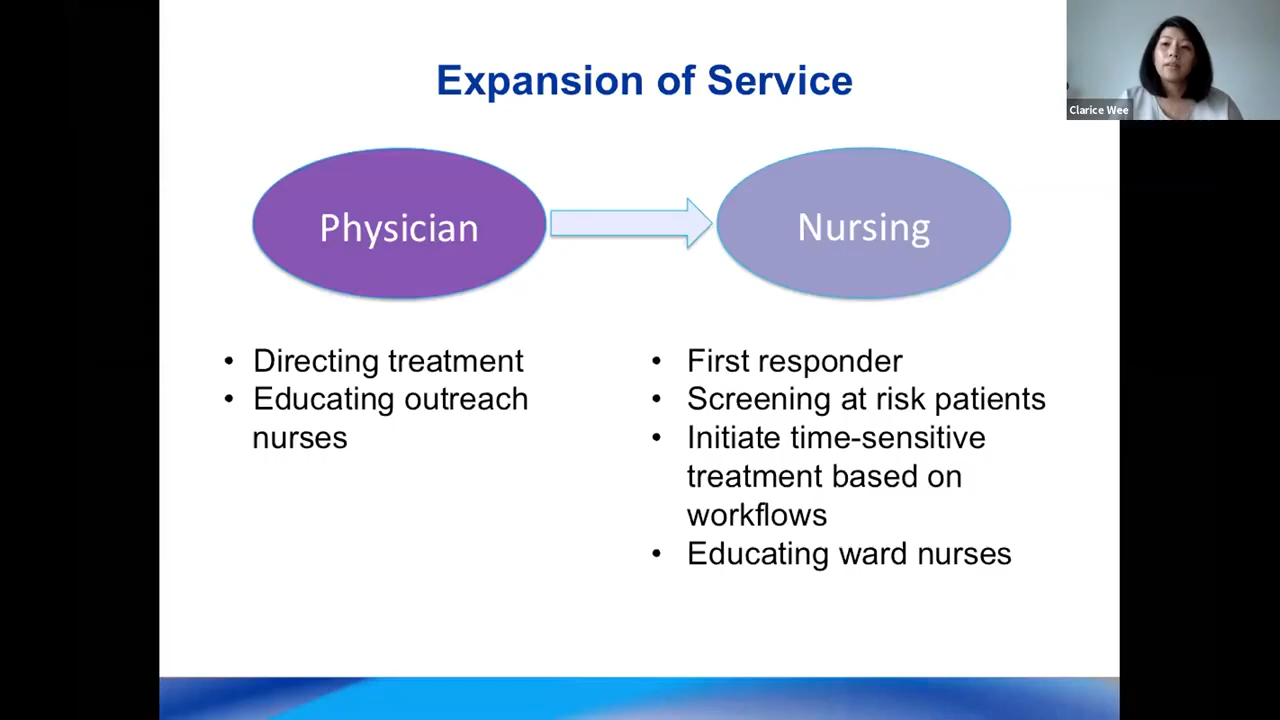 Expansion of Service
Clarice Wee
Physician
Nursing
• Directing treatment
• Educating outreach
nurses
• First responder
• Screening at risk patients
• Initiate time-sensitive
treatment based on
workflows
• Educating ward nurses